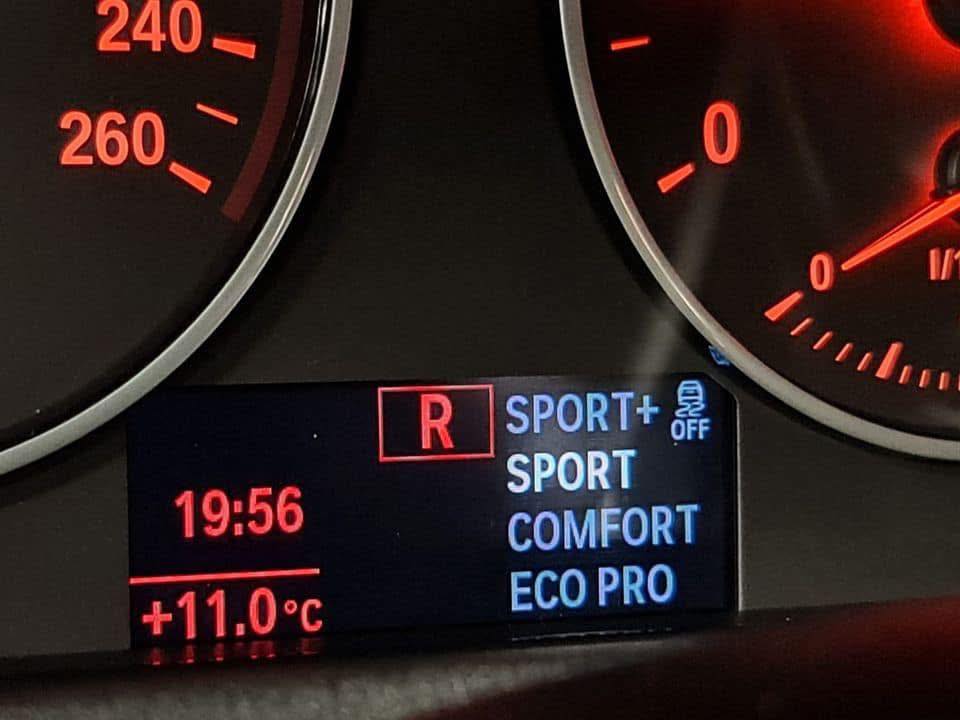 240
260
0
0
R
SPORT+
OFF
SPORT
COMFORT
ECO PRO
19:56
+11.0°C